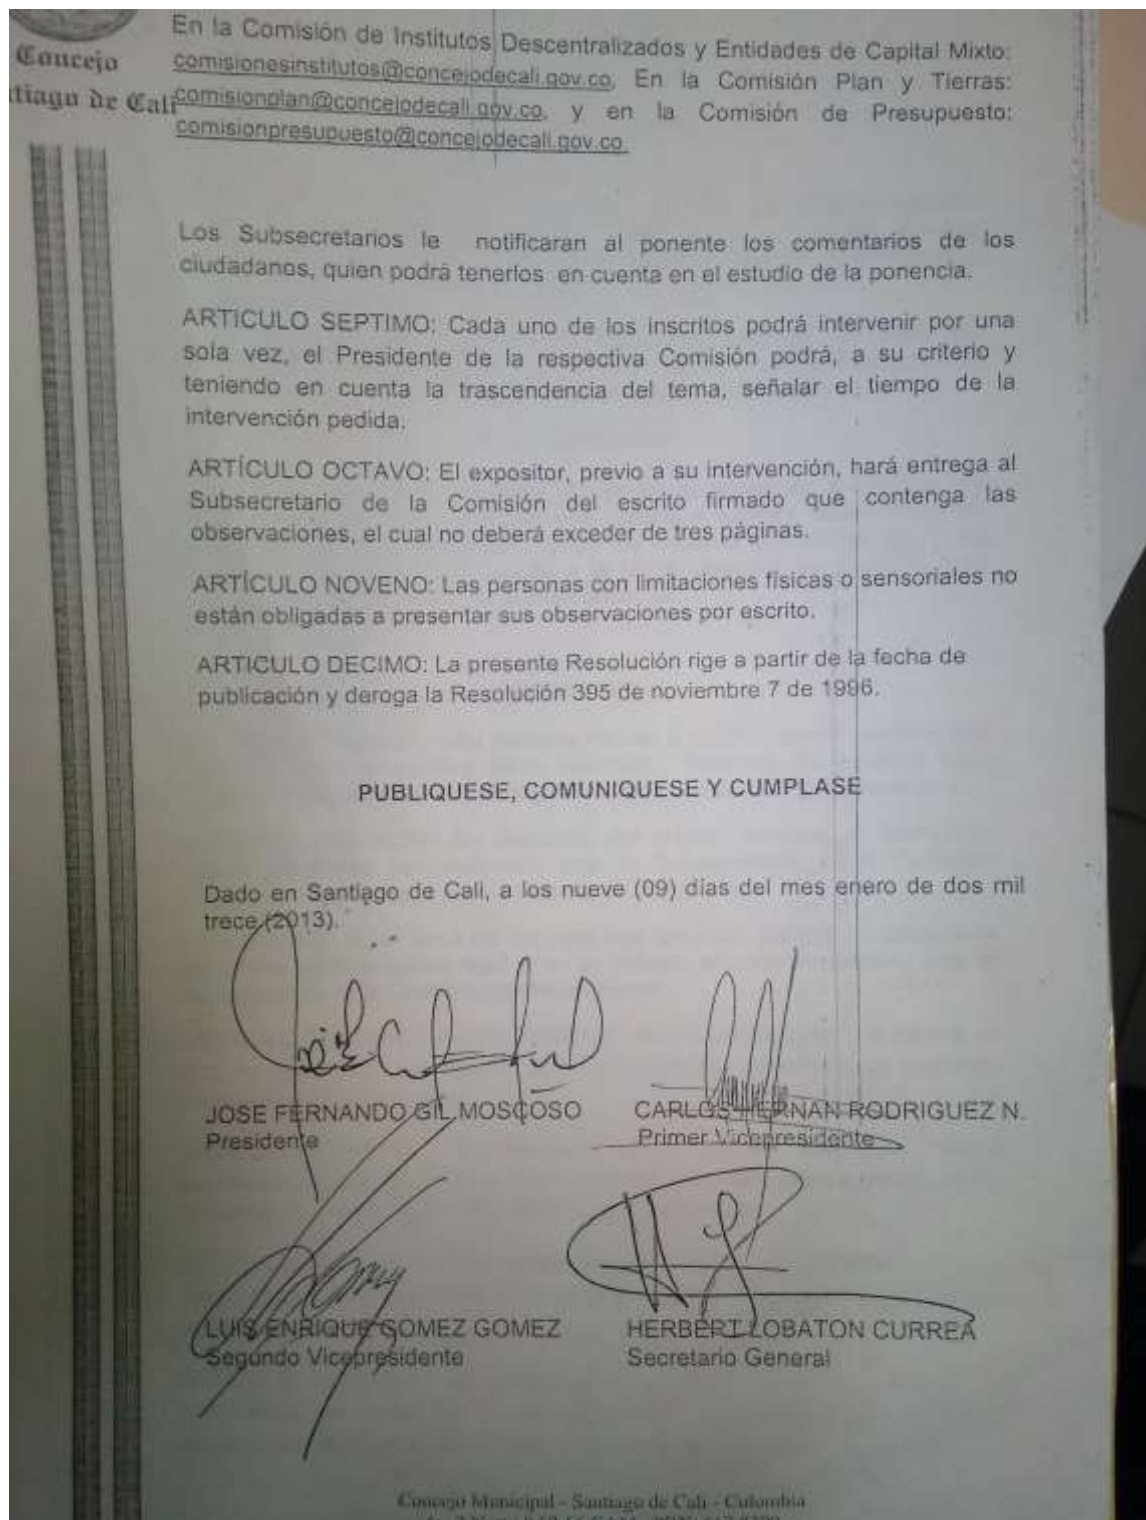 En la Comisión de Institutos Descentralizados y Entidades de Capital Mixto:
Concejo
comisionesinstitutos@concejodecali.gov.co, En la Comisión Plan y Tierras:
tiago de Cali
comisionplan@concejodecali.gov.co, y en la Comisión de Presupuesto:
comisionpresupuesto@concejodecali.gov.co.
Los Subsecretarios le notificaran al ponente los comentarios de los
ciudadanos, quien podrá tenerlos en cuenta en el estudio de la ponencia.
ARTICULO SEPTIMO: Cada uno de los inscritos podrá intervenir por una
sola vez, el Presidente de la respectiva Comisión podrá, a su criterio y
teniendo en cuenta la trascendencia del tema, señalar el tiempo de la
intervención pedida.
ARTÍCULO OCTAVO: El expositor, previo a su intervención, hará entrega al
Subsecretario de la Comisión del escrito firmado que contenga las
observaciones, el cual no deberá exceder de tres páginas.
ARTÍCULO NOVENO: Las personas con limitaciones físicas o sensoriales no
están obligadas a presentar sus observaciones por escrito.
ARTICULO DECIMO: La presente Resolución rige a partir de la fecha de
publicación y deroga la Resolución 395 de noviembre 7 de 1996.
PUBLIQUESE, COMUNIQUESE Y CUMPLASE
Dado en Santiago de Cali, a los nueve (09) días del mes enero de dos mil
trece (2013).
JOSE FERNANDO GIL MOSCOSO CARLOS HERNAN RODRIGUEZ N.
Presidente Primer Vicepresidente
LUIS ENRIQUE GOMEZ GOMEZ HERBERT LOBATON CURREA
Segundo Vicepresidente Secretario General
Concejo Municipal - Santiago de Cali - Colombia